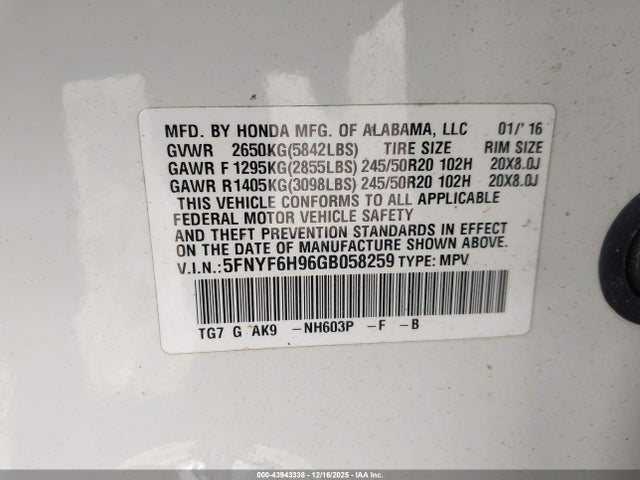 MFD. BY HONDA MFG. OF ALABAMA, LLC 01/'16
GVWR 2650KG(5842LBS) TIRE SIZE RIM SIZE
GAWR F 1295KG(2855LBS) 245/50R20 102H 20X8.0J
GAWR R 1405KG(3098LBS) 245/50R20 102H 20X8.0J
THIS VEHICLE CONFORMS TO ALL APPLICABLE
FEDERAL MOTOR VEHICLE SAFETY
AND THEFT PREVENTION STANDARDS IN EFFECT
ON THE DATE OF MANUFACTURE SHOWN ABOVE.
V.I.N.: 5FNYF6H96GB058259 TYPE: MPV
TG7 G AK9 -NH603P -F -B
000-43943338 - 12/16/2025 - IAA Inc.